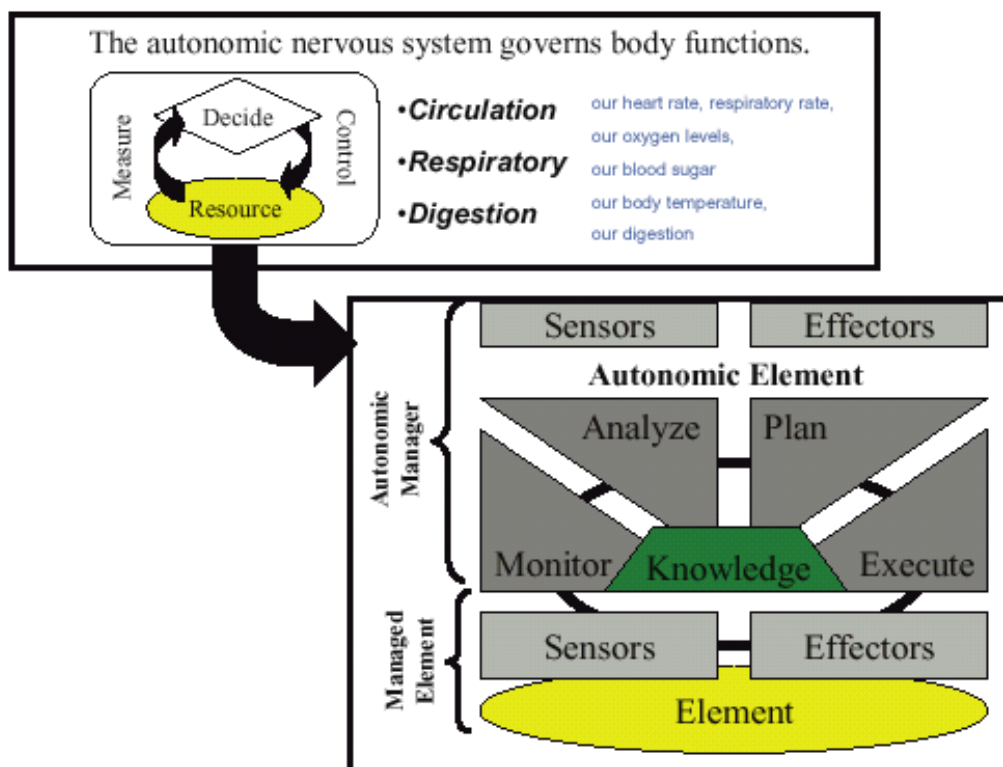 The autonomic nervous system governs body functions.
Measure
Decide
Control
Resource
•Circulation
•Respiratory
•Digestion
our heart rate, respiratory rate,
our oxygen levels,
our blood sugar
our body temperature,
our digestion
Sensors
Effectors
Autonomic Element
Autonomic
Manager
Analyze
Plan
Monitor
Knowledge
Execute
Managed
Element
Sensors
Effectors
Element